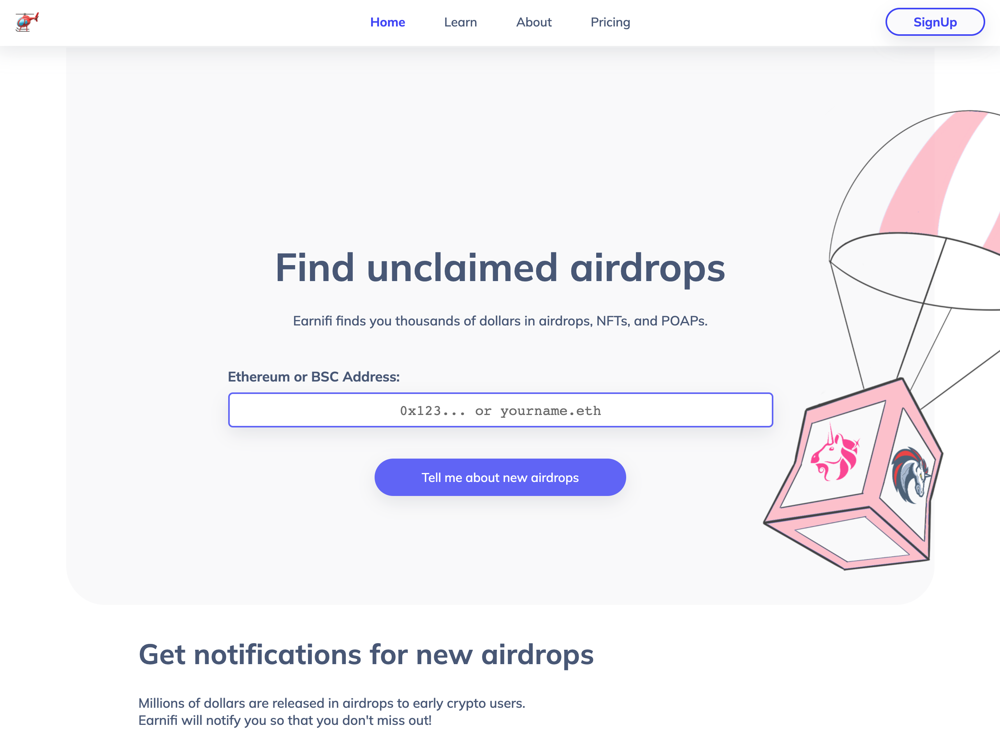 Home
Learn
About
Pricing
SignUp
Find unclaimed airdrops
Earnifi finds you thousands of dollars in airdrops, NFTs, and POAPs.
Ethereum or BSC Address:
0x123... or yourname.eth
Tell me about new airdrops
Get notifications for new airdrops
Millions of dollars are released in airdrops to early crypto users.
Earnifi will notify you so that you don't miss out!